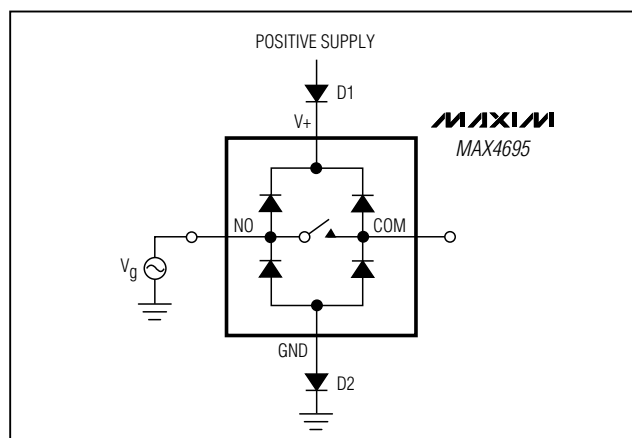 POSITIVE SUPPLY
D1
V+
MAXIM
MAX4695
NO
COM
Vg
GND
D2